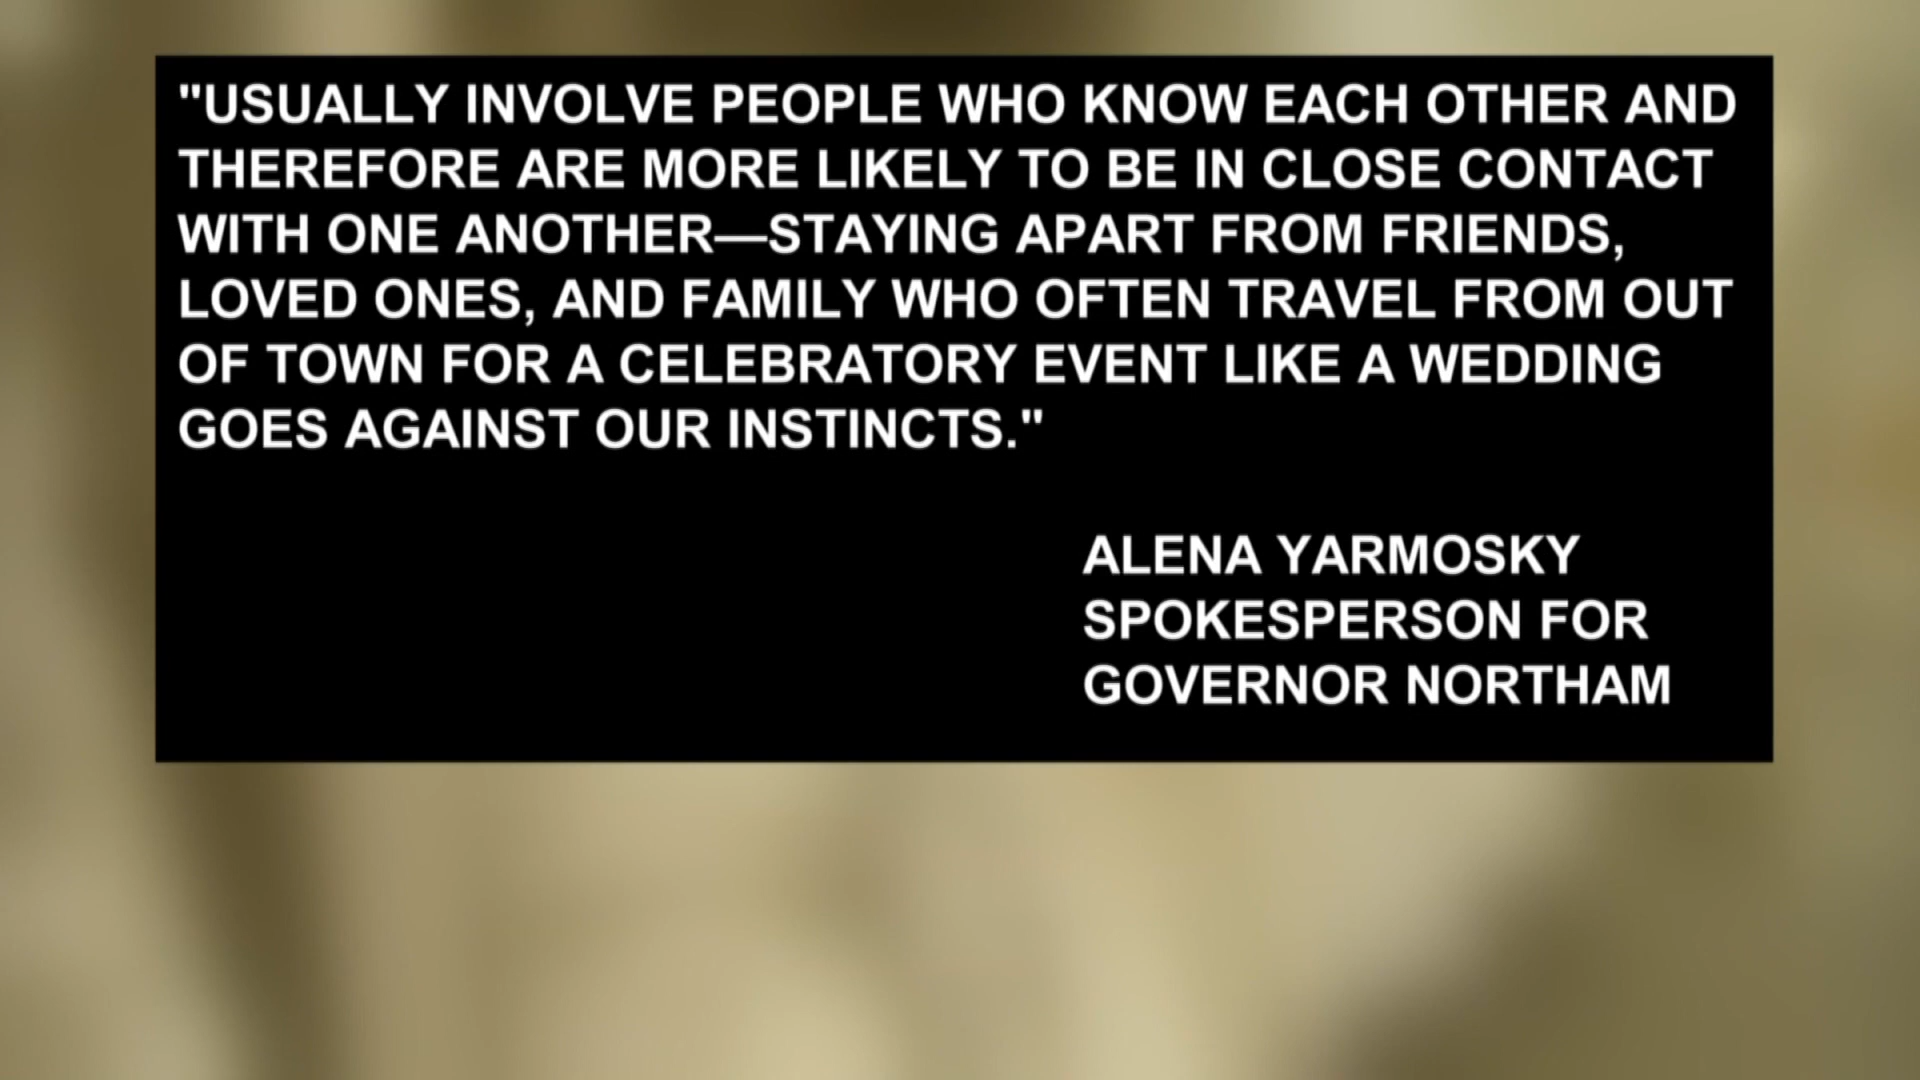 "USUALLY INVOLVE PEOPLE WHO KNOW EACH OTHER AND
THEREFORE ARE MORE LIKELY TO BE IN CLOSE CONTACT
WITH ONE ANOTHER—STAYING APART FROM FRIENDS,
LOVED ONES, AND FAMILY WHO OFTEN TRAVEL FROM OUT
OF TOWN FOR A CELEBRATORY EVENT LIKE A WEDDING
GOES AGAINST OUR INSTINCTS."
ALENA YARMOSKY
SPOKESPERSON FOR
GOVERNOR NORTHAM